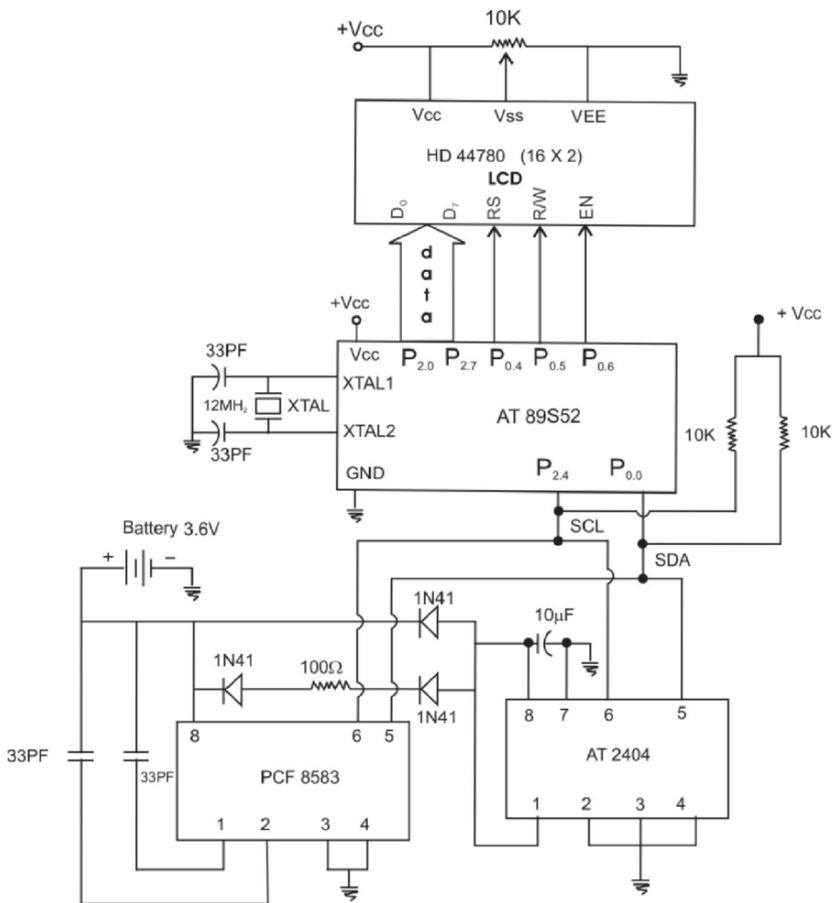 10K
+Vcc
Vcc Vss VEE
HD 44780 (16 X 2)
LCD
D0 D7 RS R/W EN
data
+Vcc
+ Vcc
33PF
Vcc P2.0 P2.7 P0.4 P0.5 P0.6
XTAL1
12MHz XTAL
AT 89S52
10K 10K
XTAL2
33PF
GND
P2.4 P0.0
SCL
Battery 3.6V
+ −
SDA
1N41
10µF
1N41 100Ω
1N41
8 6 5
8 7 6 5
33PF
33PF
PCF 8583
AT 2404
1 2 3 4
1 2 3 4